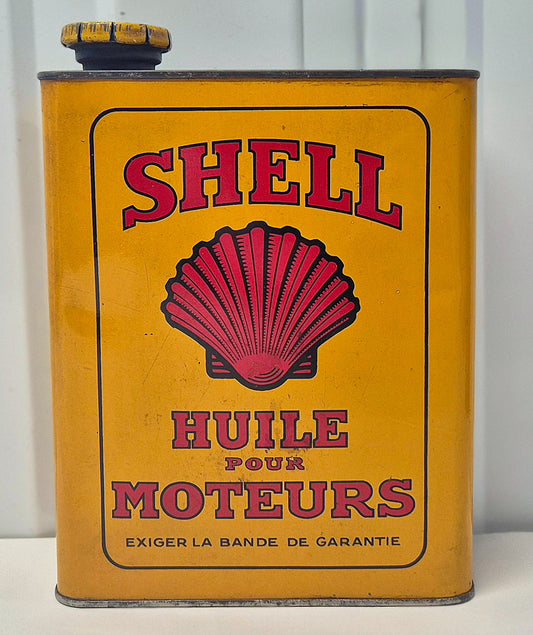 SHELL
HUILE
POUR
MOTEURS
EXIGER LA BANDE DE GARANTIE